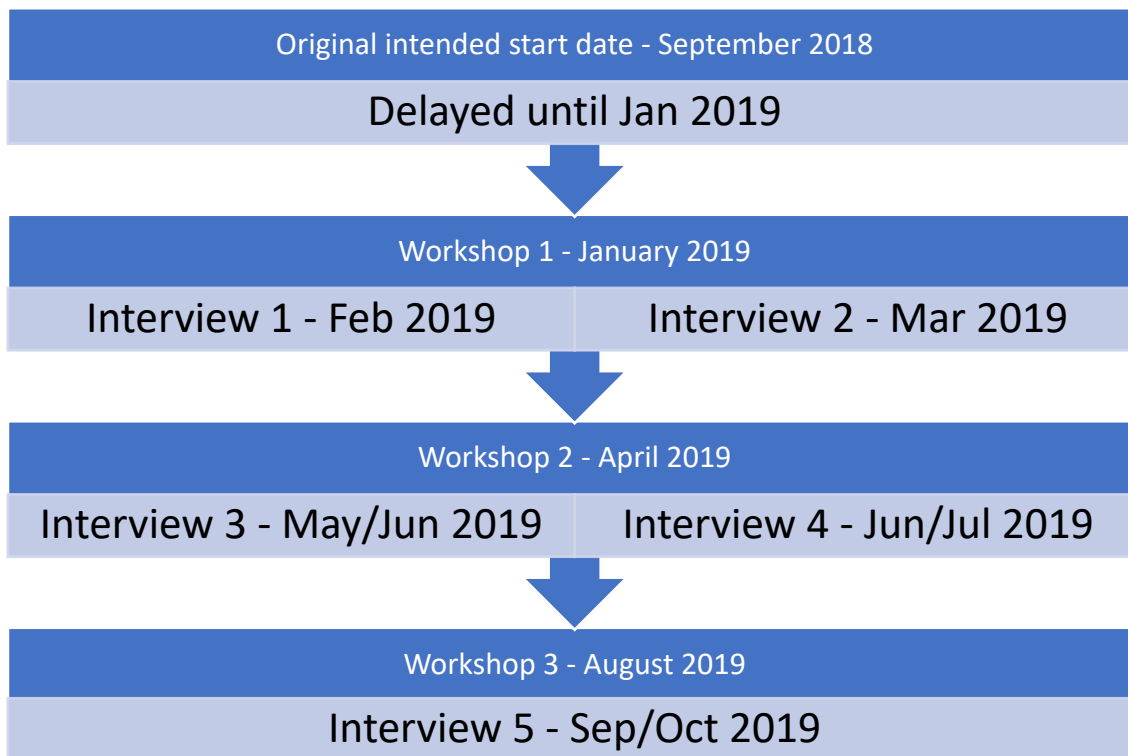 Original intended start date - September 2018
Delayed until Jan 2019
Workshop 1 - January 2019
Interview 1 - Feb 2019
Interview 2 - Mar 2019
Workshop 2 - April 2019
Interview 3 - May/Jun 2019
Interview 4 - Jun/Jul 2019
Workshop 3 - August 2019
Interview 5 - Sep/Oct 2019